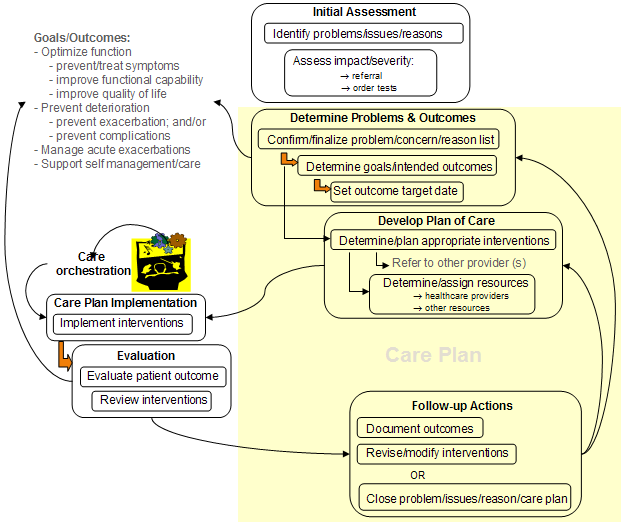 Initial Assessment
Identify problems/issues/reasons
Assess impact/severity:
→ referral
→ order tests
Goals/Outcomes:
- Optimize function
- prevent/treat symptoms
- improve functional capability
- improve quality of life
- Prevent deterioration
- prevent exacerbation; and/or
- prevent complications
- Manage acute exacerbations
- Support self management/care
Determine Problems & Outcomes
Confirm/finalize problem/concern/reason list
Determine goals/intended outcomes
Set outcome target date
Develop Plan of Care
Determine/plan appropriate interventions
Refer to other provider (s)
Determine/assign resources
→ healthcare providers
→ other resources
Care
orchestration
Care Plan Implementation
Implement interventions
Evaluation
Evaluate patient outcome
Review interventions
Care Plan
Follow-up Actions
Document outcomes
Revise/modify interventions
OR
Close problem/issues/reason/care plan